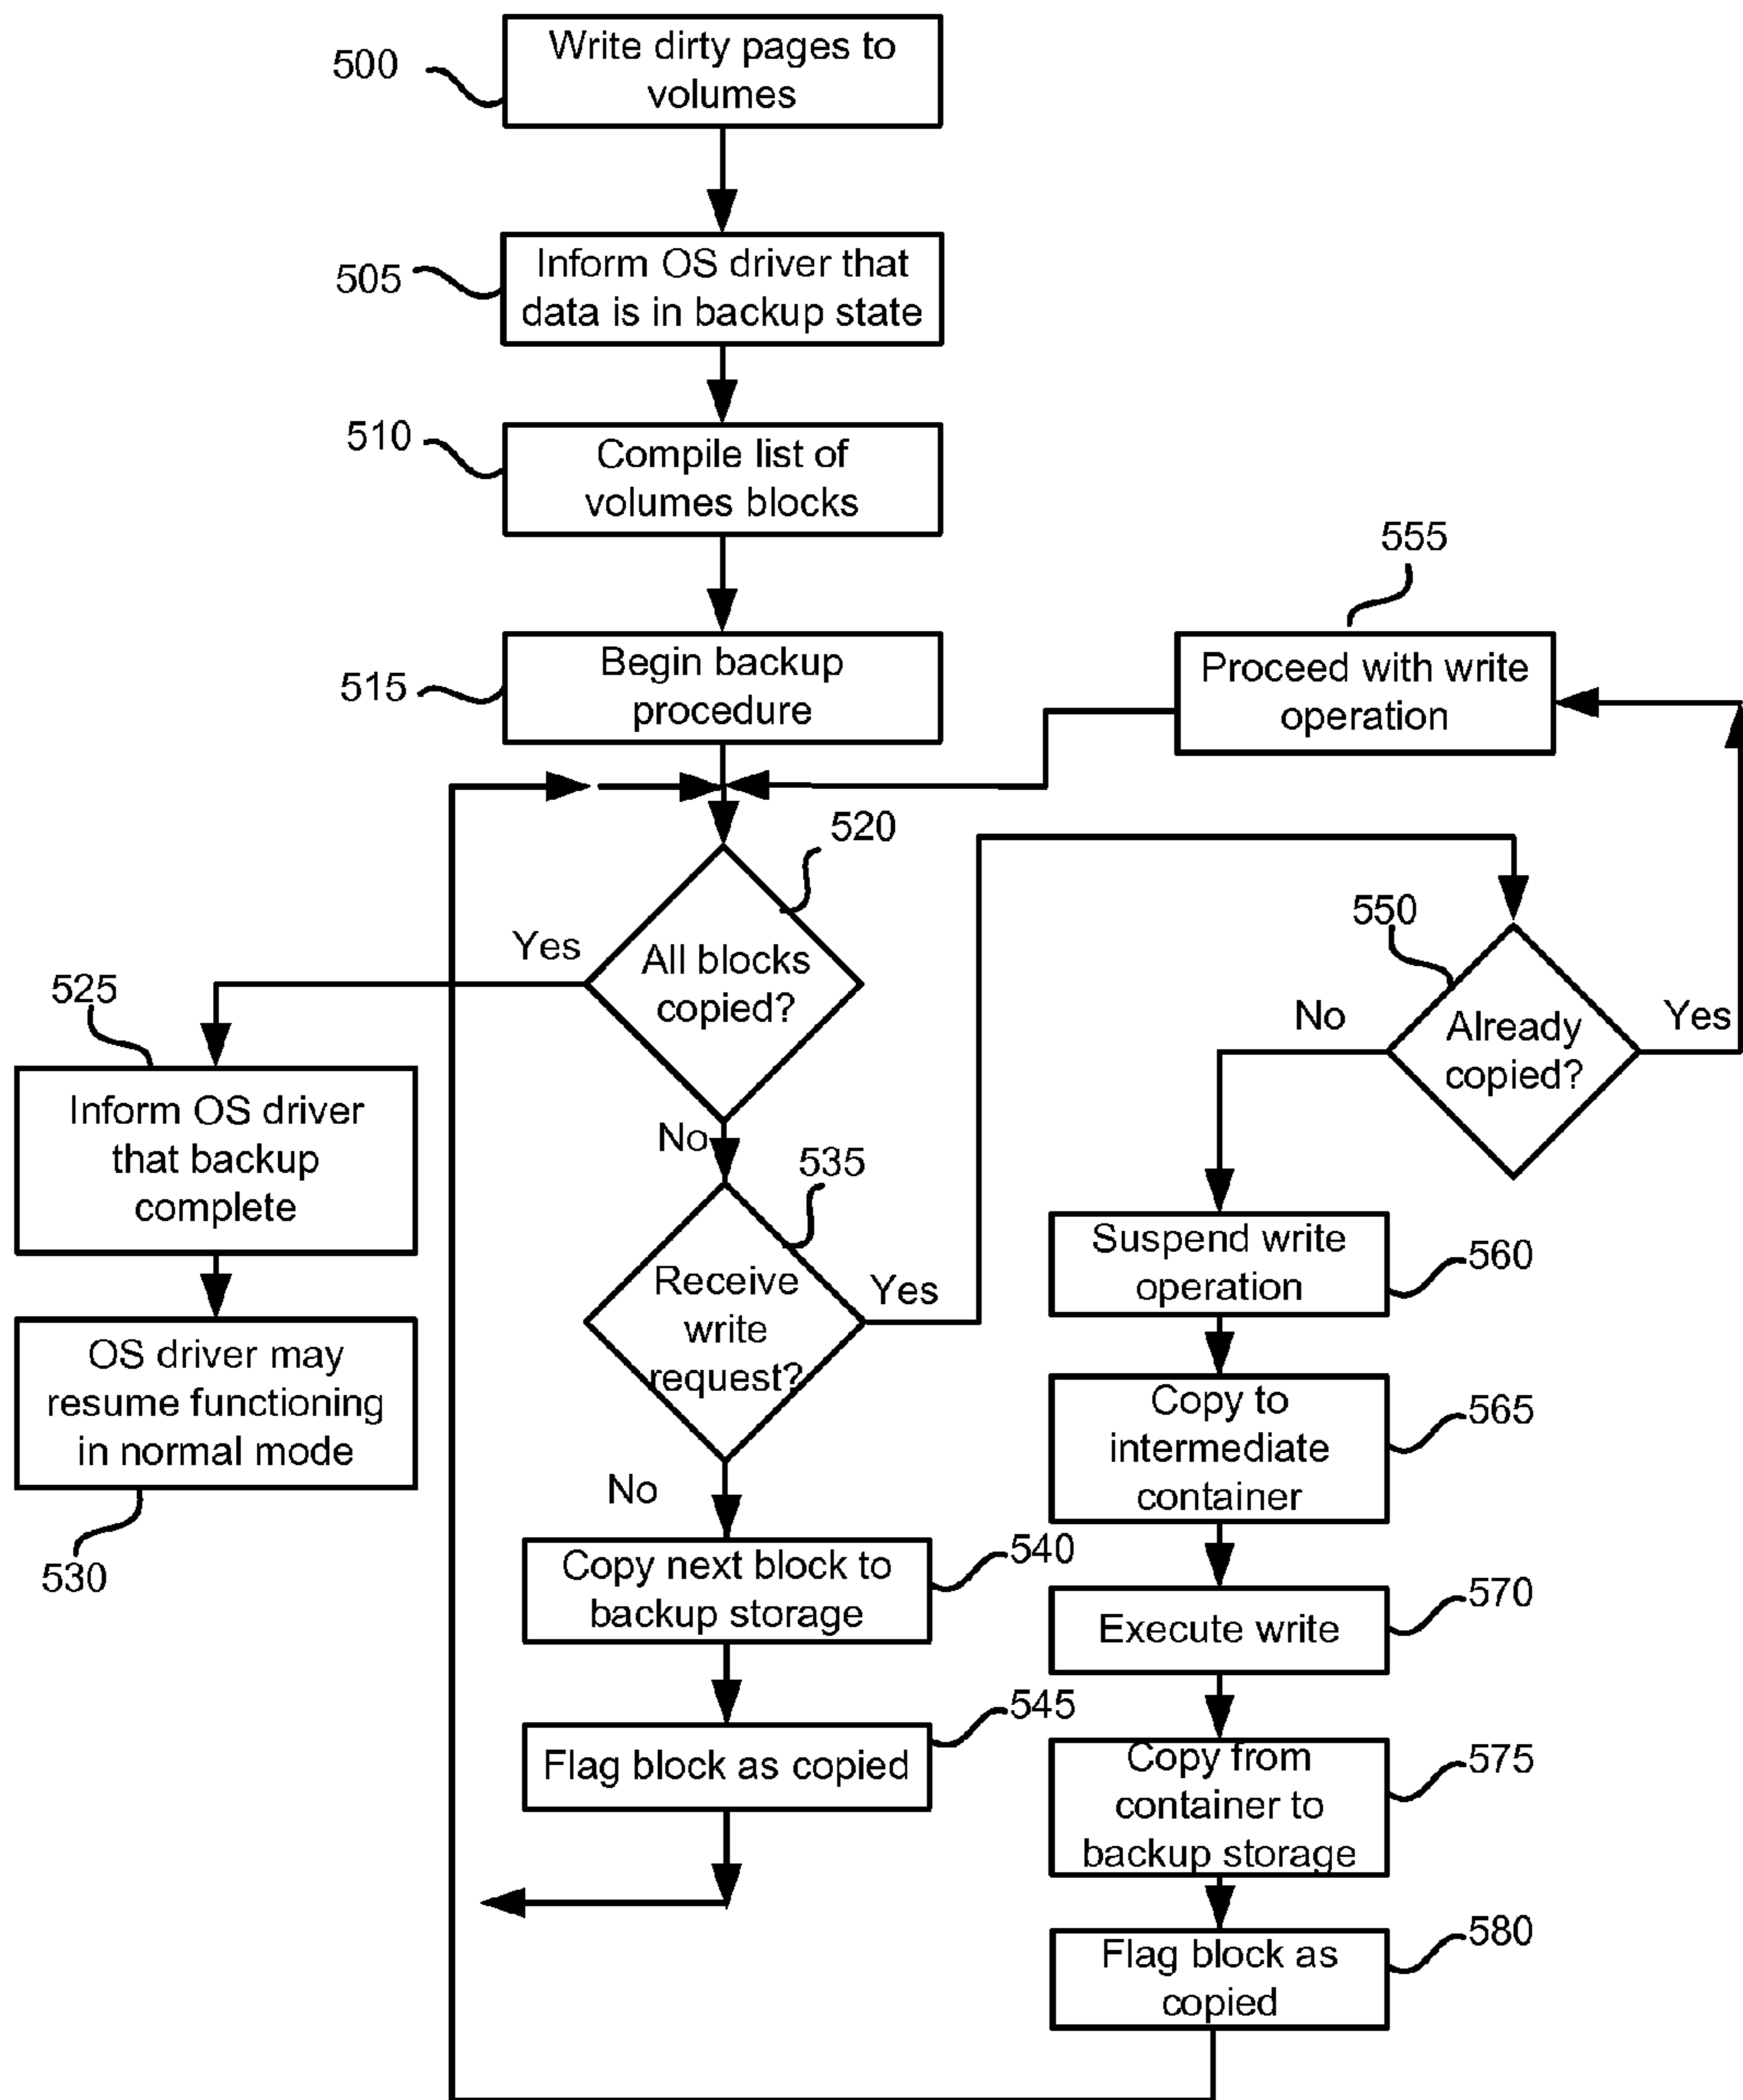 500
Write dirty pages to
volumes
505
Inform OS driver that
data is in backup state
510
Compile list of
volumes blocks
515
Begin backup
procedure
555
Proceed with write
operation
520
All blocks
copied?
Yes
No
525
Inform OS driver
that backup
complete
OS driver may
resume functioning
in normal mode
530
535
Receive
write
request?
Yes
No
Copy next block to
backup storage
540
Flag block as copied
545
550
Already
copied?
No
Yes
Suspend write
operation
560
Copy to
intermediate
container
565
Execute write
570
Copy from
container to
backup storage
575
Flag block as
copied
580